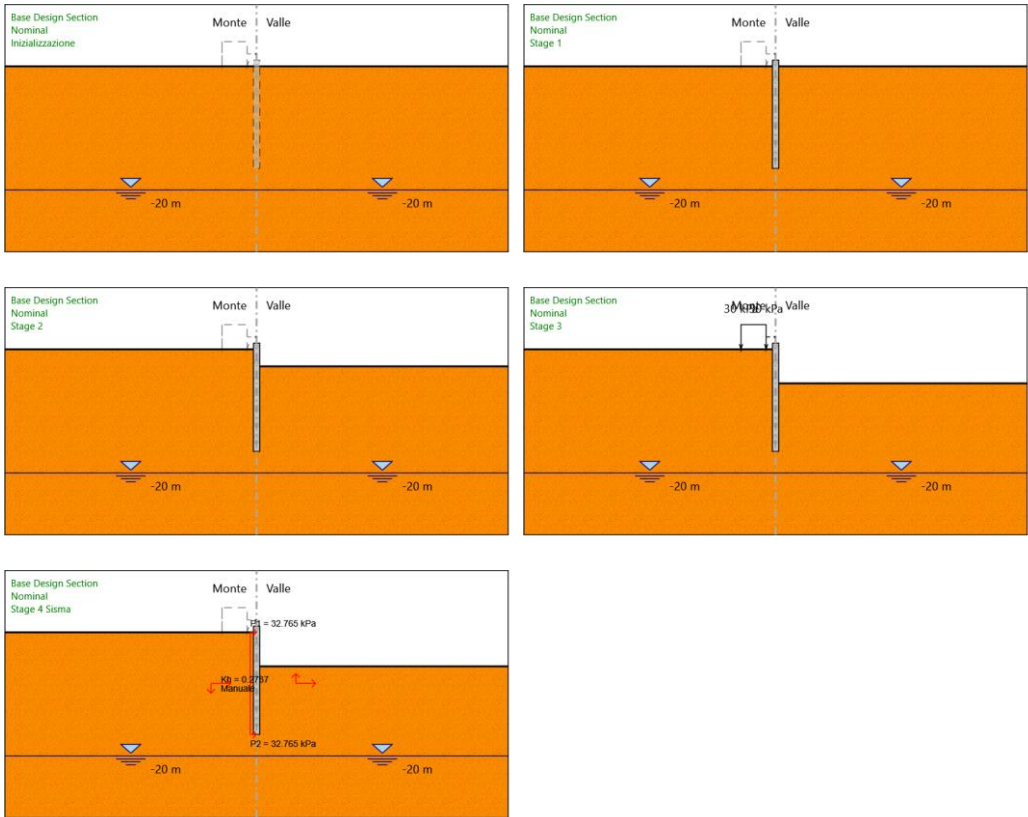 Base Design Section
Nominal
Inizializzazione
Monte Valle
-20 m -20 m
Base Design Section
Nominal
Stage 1
Monte Valle
-20 m -20 m
Base Design Section
Nominal
Stage 2
Monte Valle
-20 m -20 m
Base Design Section
Nominal
Stage 3
Monte Valle
-20 m -20 m
Base Design Section
Nominal
Stage 4 Sisma
Monte Valle
P1 = 32.765 kPa
Manuale
P2 = 32.765 kPa
-20 m -20 m